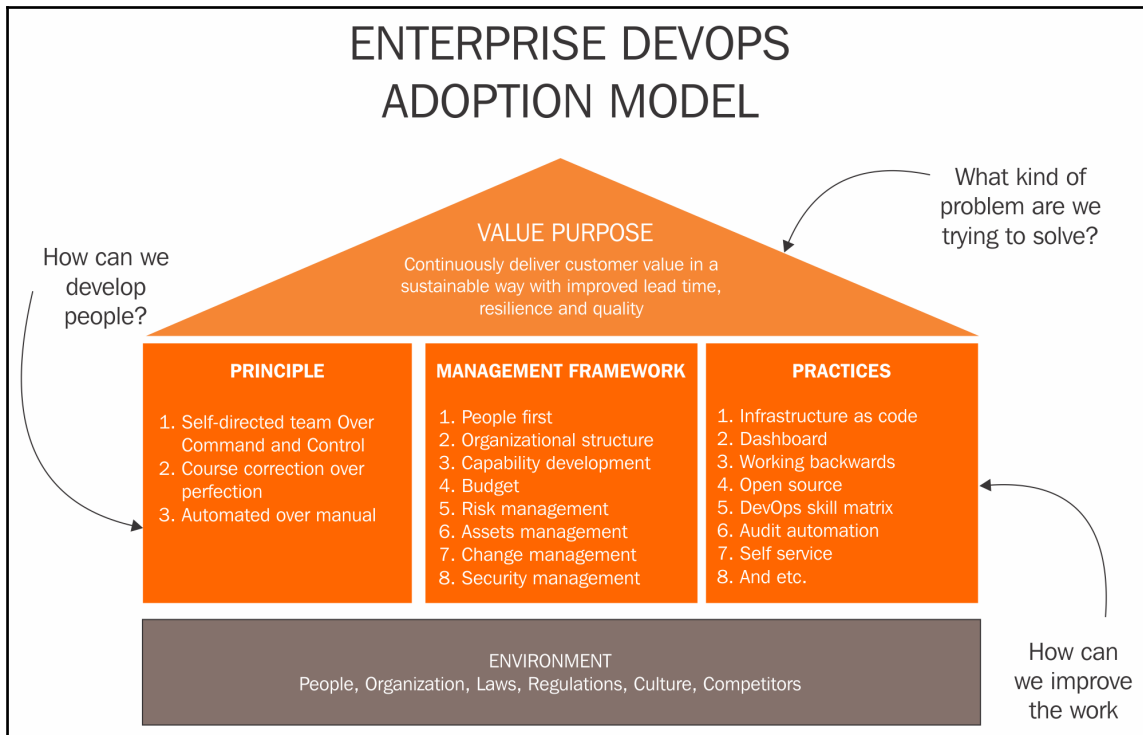 ENTERPRISE DEVOPS
ADOPTION MODEL
What kind of
problem are we
trying to solve?
VALUE PURPOSE
Continuously deliver customer value in a
sustainable way with improved lead time,
resilience and quality
How can we
develop
people?
PRINCIPLE
1. Self-directed team Over
Command and Control
2. Course correction over
perfection
3. Automated over manual
MANAGEMENT FRAMEWORK
1. People first
2. Organizational structure
3. Capability development
4. Budget
5. Risk management
6. Assets management
7. Change management
8. Security management
PRACTICES
1. Infrastructure as code
2. Dashboard
3. Working backwards
4. Open source
5. DevOps skill matrix
6. Audit automation
7. Self service
8. And etc.
How can
we improve
the work
ENVIRONMENT
People, Organization, Laws, Regulations, Culture, Competitors